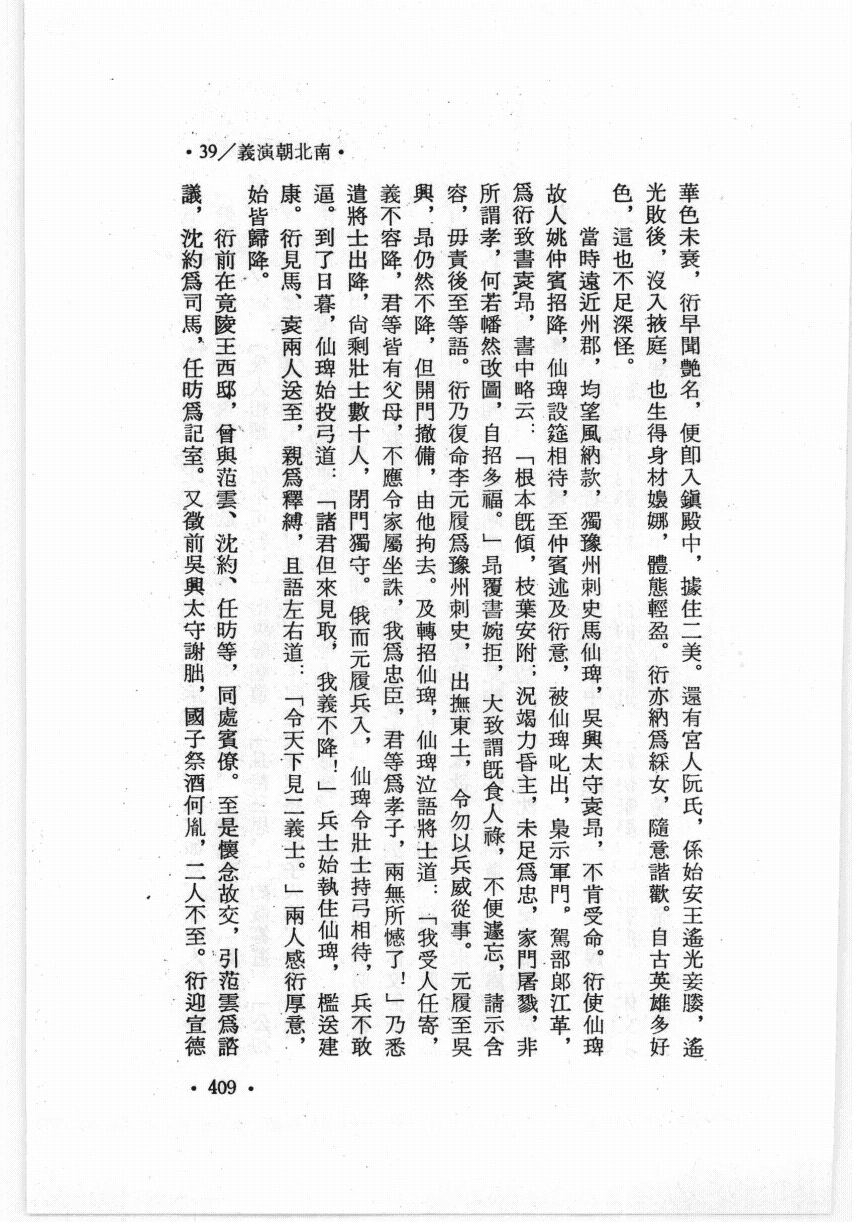 •39／義演朝北南•
華色未衰，衍早聞艷名，便卽入鎭殿中，據住二美。還有宮人阮氏，係始安王遙光妾媵，遙
光敗後，沒入掖庭，也生得身材嬝娜，體態輕盈。衍亦納爲綵女，隨意諧歡。自古英雄多好
色，這也不足深怪。
當時遠近州郡，均望風納款，獨豫州刺史馬仙琕，吳興太守袁昂，不肯受命。衍使仙琕
故人姚仲賓招降，仙琕設筵相待，至仲賓述及衍意，被仙琕叱出，梟示軍門。駕部郞江革，
爲衍致書袁昂，書中略云：「根本旣傾，枝葉安附；況竭力昏主，未足爲忠，家門屠戮，非
所謂孝，何若幡然改圖，自招多福。」昂覆書婉拒，大致謂旣食人祿，不便遽忘，請示含
容，毋責後至等語。衍乃復命李元履爲豫州刺史，出撫東土，令勿以兵威從事。元履至吳
興，昂仍然不降，但開門撤備，由他拘去。及轉招仙琕，仙琕泣語將士道：「我受人任寄，
義不容降，君等皆有父母，不應令家屬坐誅，我爲忠臣，君等爲孝子，兩無所憾了！」乃悉
遣將士出降，尙剩壯士數十人，閉門獨守。俄而元履兵入，仙琕令壯士持弓相待，兵不敢
逼。到了日暮，仙琕始投弓道：「諸君但來見取，我義不降！」兵士始執住仙琕，檻送建
康。衍見馬、袁兩人送至，親爲釋縛，且語左右道：「令天下見二義士。」兩人感衍厚意，
始皆歸降。
衍前在竟陵王西邸，曾與范雲、沈約、任昉等，同處賓僚。至是懷念故交，引范雲爲諮
議，沈約爲司馬，任昉爲記室。又徵前吳興太守謝朏，國子祭酒何胤，二人不至。衍迎宣德
•409•